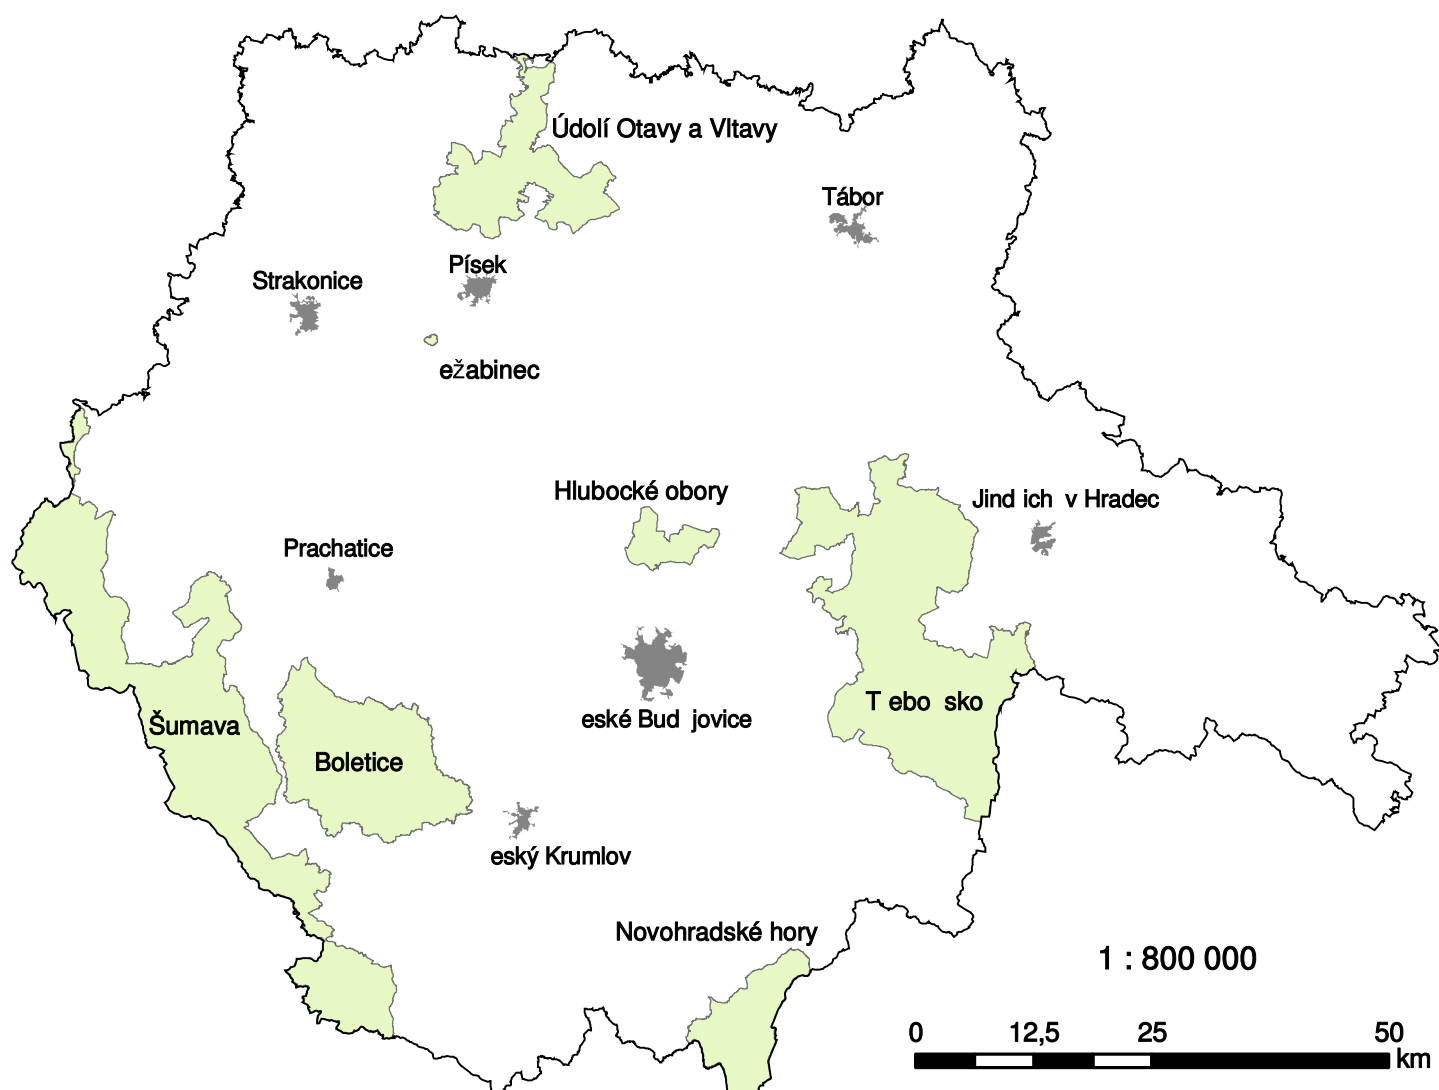 Údolí Otavy a Vltavy
Tábor
Písek
Strakonice
ežabinec
Hlubocké obory
Jind ich v Hradec
Prachatice
T ebo sko
eské Bud jovice
Šumava
Boletice
eský Krumlov
Novohradské hory
1 : 800 000
0 12,5 25 50
km